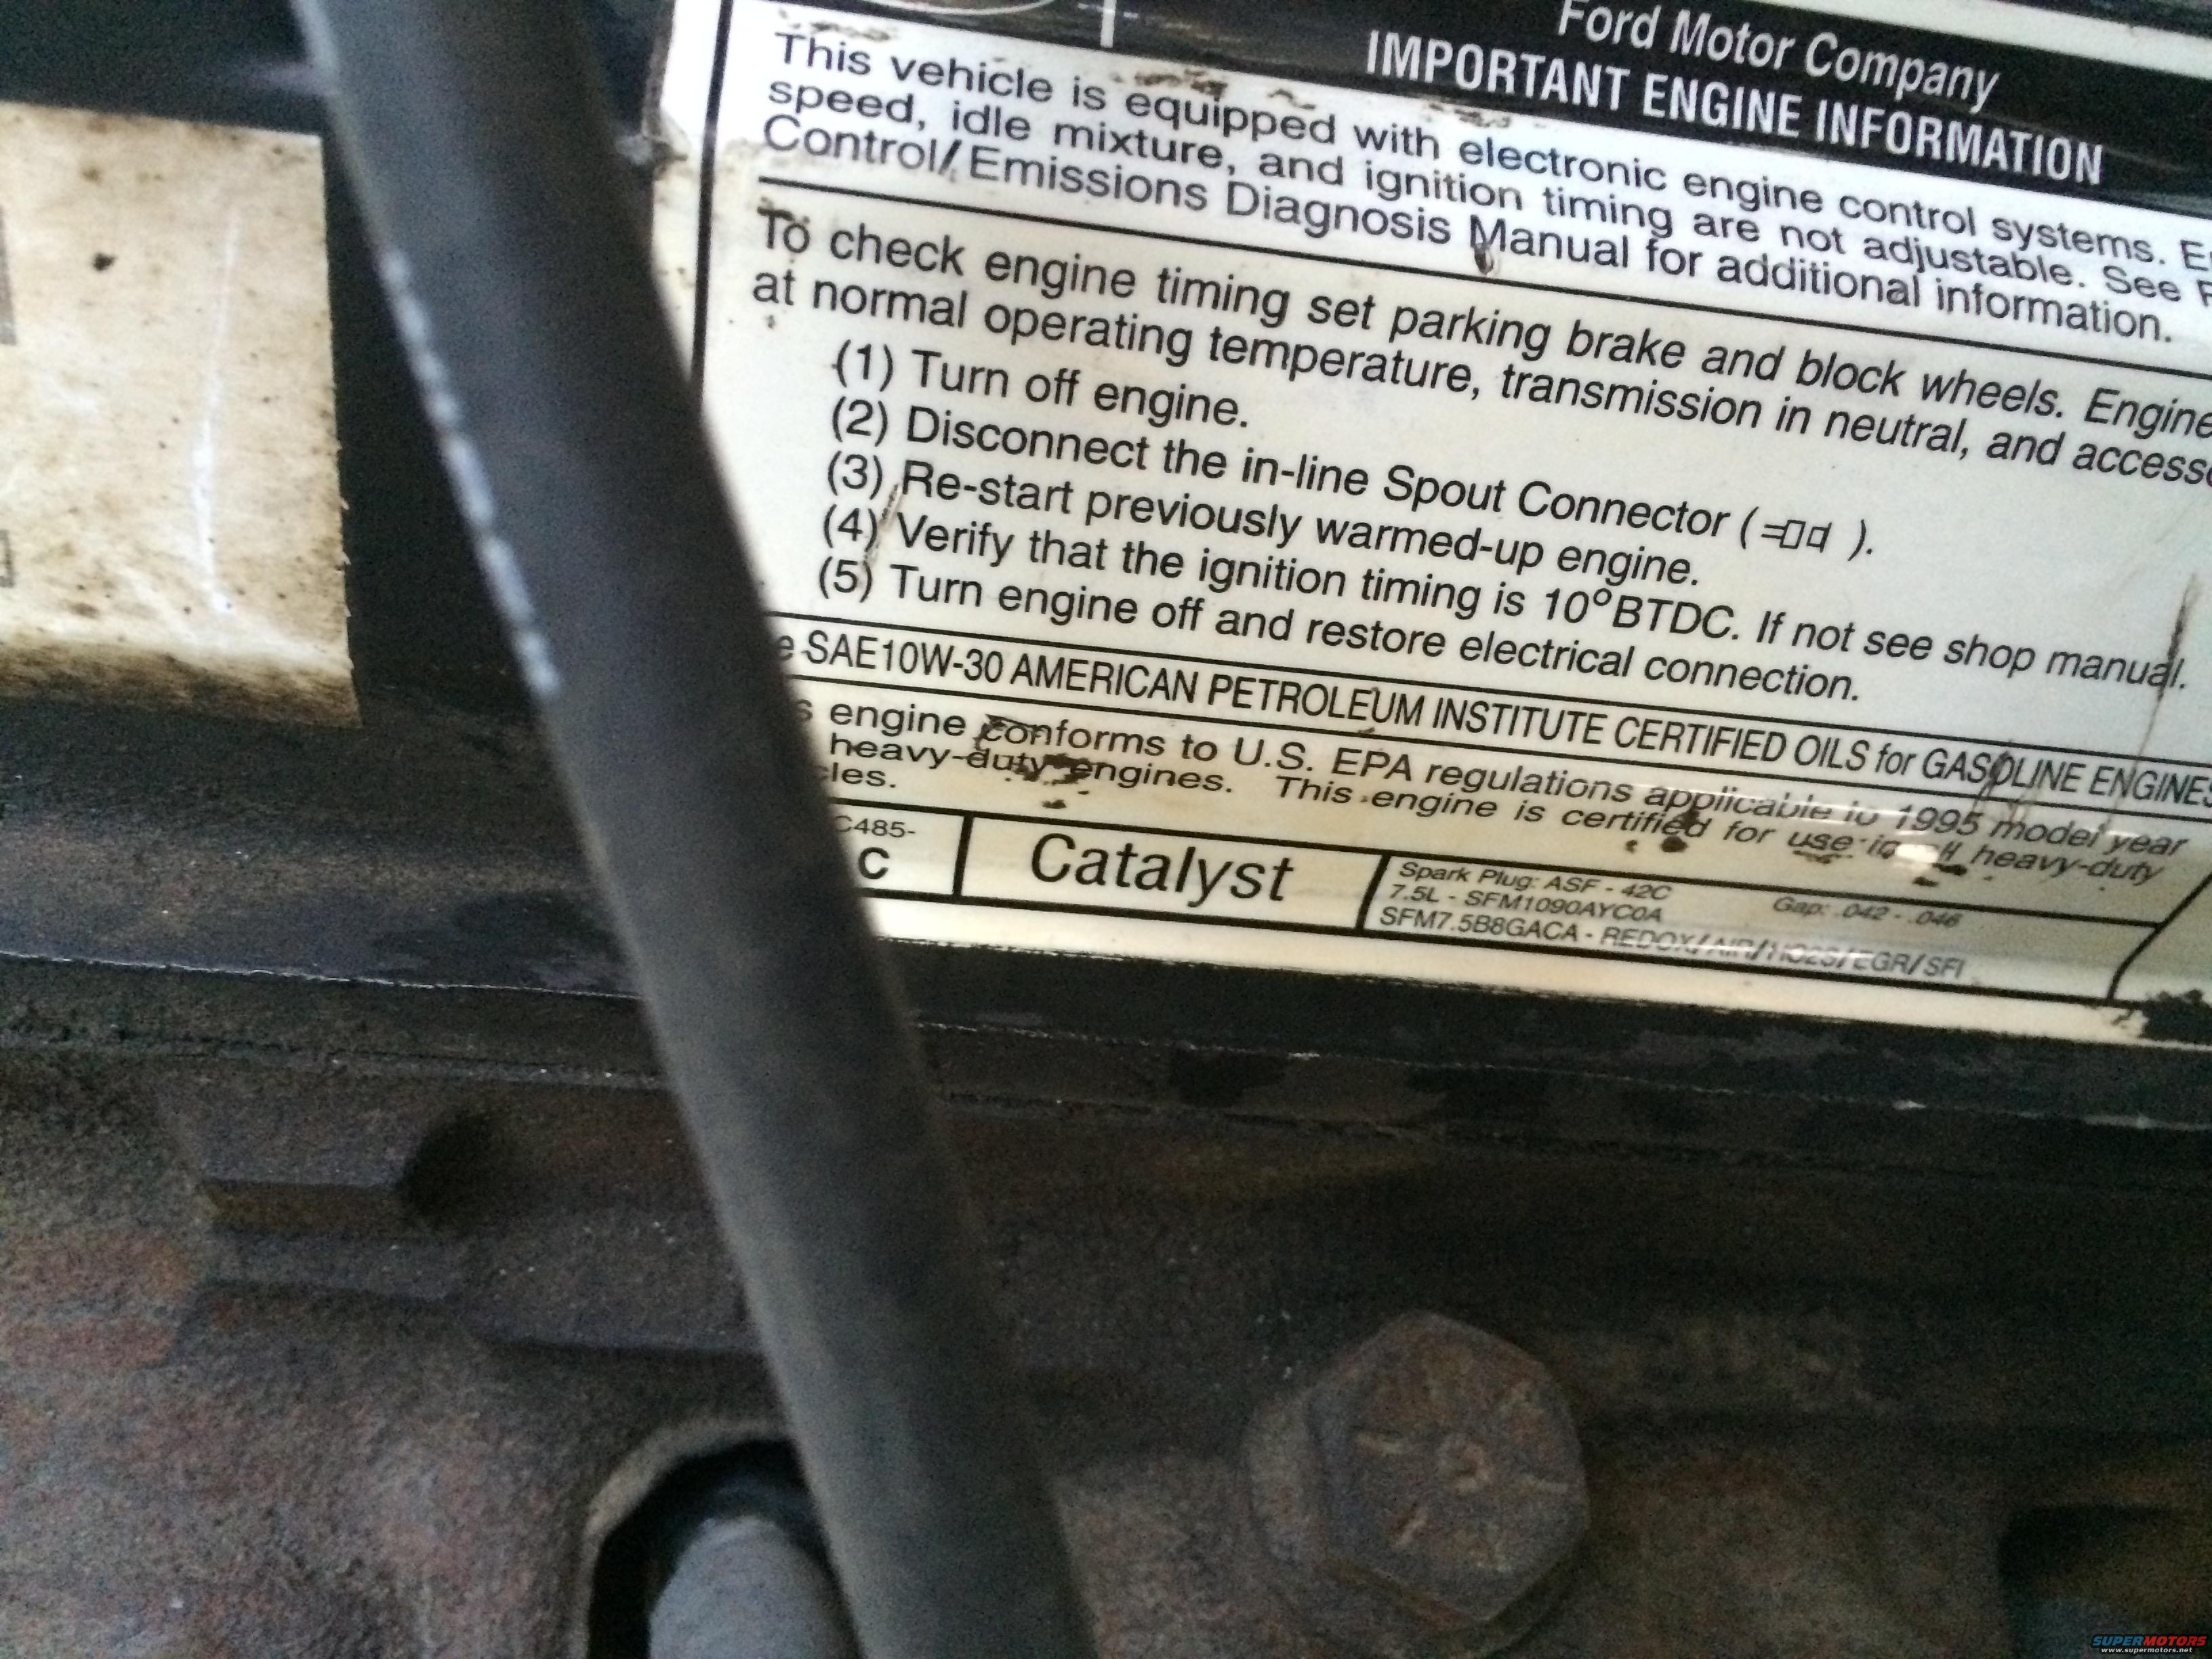 Ford Motor Company
IMPORTANT ENGINE INFORMATION
This vehicle is equipped with electronic engine control systems.
speed, idle mixture, and ignition timing are not adjustable. See
Control/Emissions Diagnosis Manual for additional information.
To check engine timing set parking brake and block wheels. Engine
at normal operating temperature, transmission in neutral, and
(1) Turn off engine.
(2) Disconnect the in-line Spout Connector ( ).
(3) Re-start previously warmed-up engine.
(4) Verify that the ignition timing is 10°BTDC. If not see shop manual.
(5) Turn engine off and restore electrical connection.
SAE10W-30 AMERICAN PETROLEUM INSTITUTE CERTIFIED OILS for GASOLINE ENGINES
engine conforms to U.S. EPA regulations applicable to 1995 model year
heavy-duty engines. This engine is certified for use in heavy-duty
cles.
C485-
C
Catalyst
Spark Plug: ASF - 42C Gap: .042 - .046
7.5L - SFM1090AYC0A
SFM7.5B8GACA - REDOX/AIR/HO2S/EGR/SFI
SUPERMOTORS
www.supermotors.net